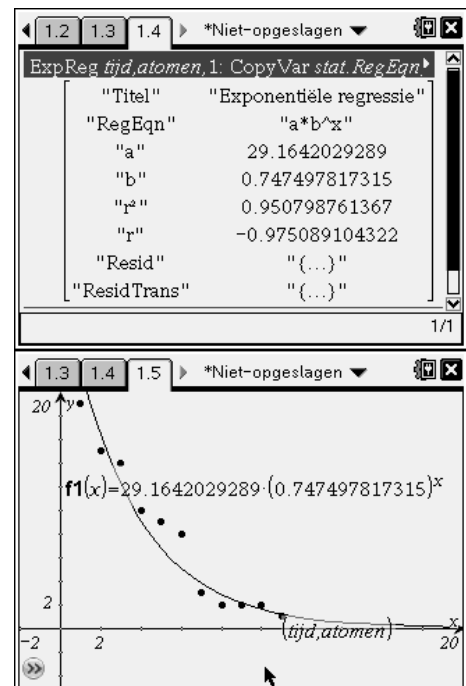 1.2 1.3 1.4 *Niet-opgeslagen
ExpReg tijd,atomen,1: CopyVar stat.RegEqn,
"Titel" "Exponentiële regressie"
"RegEqn" "a*b^x"
"a" 29.1642029289
"b" 0.747497817315
"r²" 0.950798761367
"r" -0.975089104322
"Resid" "{...}"
"ResidTrans" "{...}"
1/1
1.3 1.4 1.5 *Niet-opgeslagen
20 y
f1(x)=29.1642029289·(0.747497817315)^x
2
x
(tijd,atomen)
-2 2 20